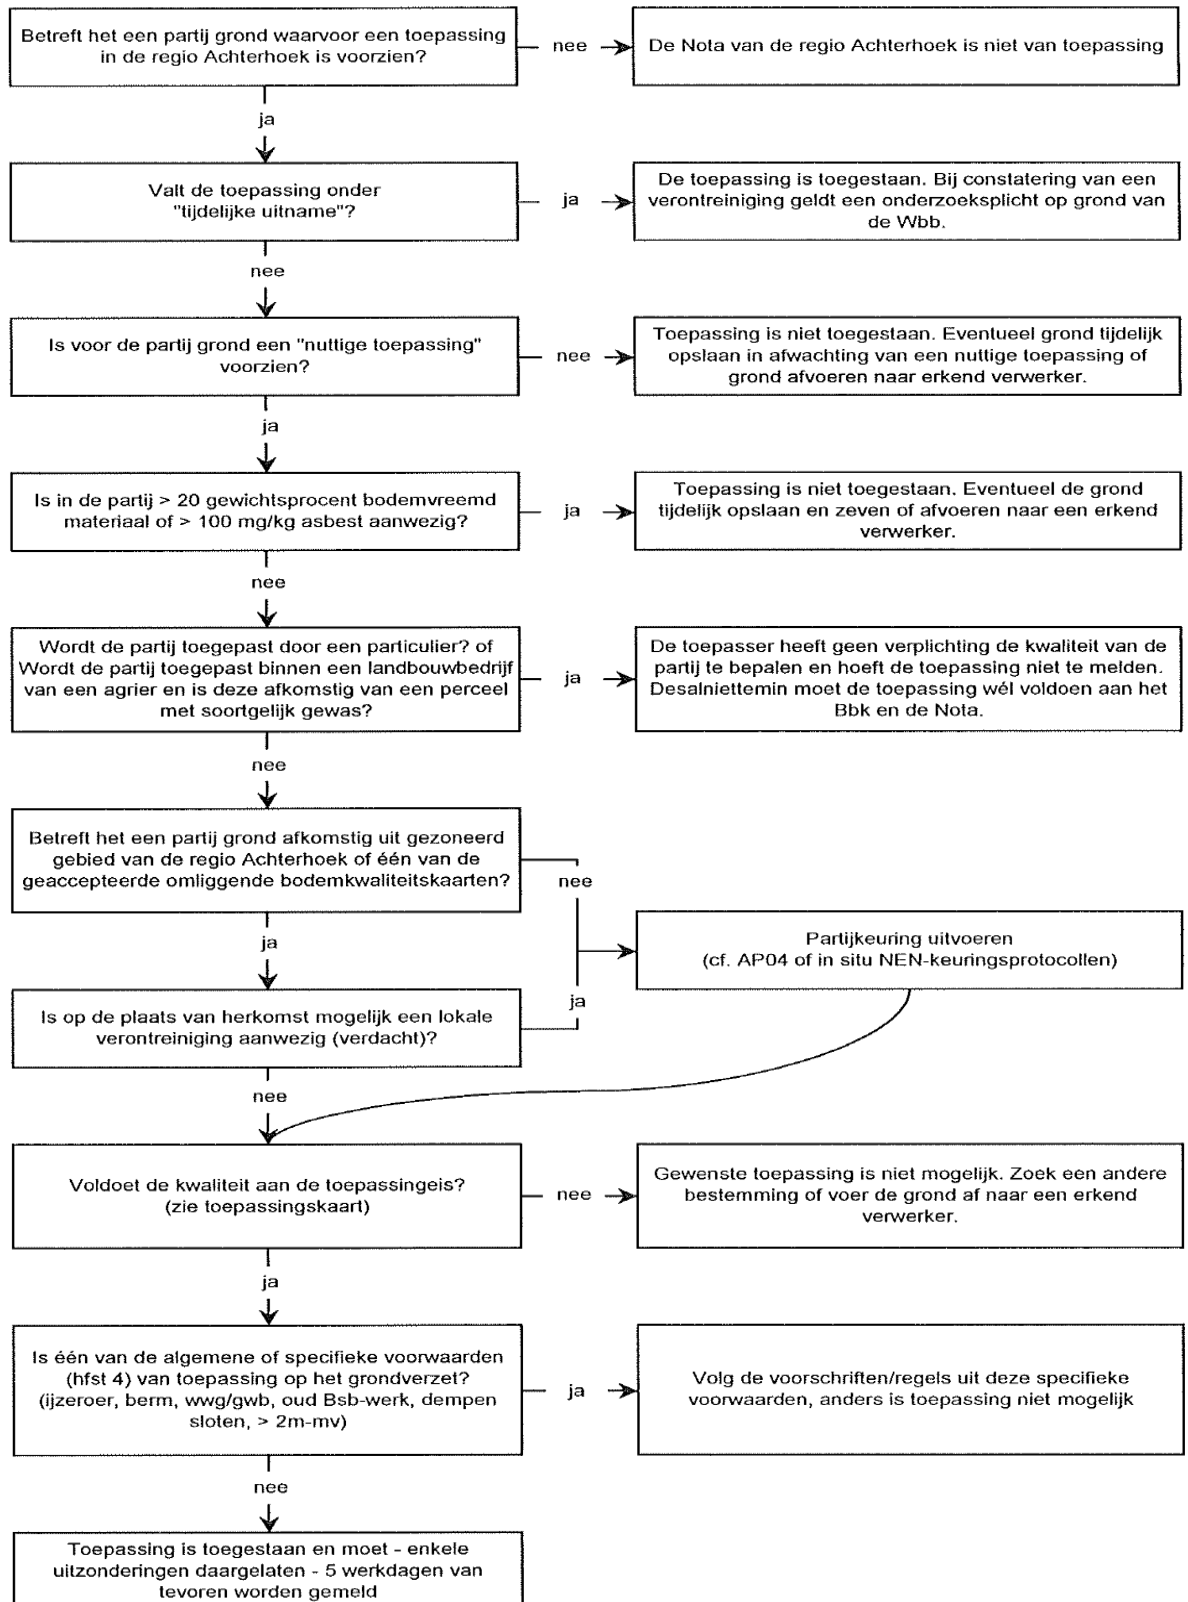 Betreft het een partij grond waarvoor een toepassing
in de regio Achterhoek is voorzien?
nee
De Nota van de regio Achterhoek is niet van toepassing
ja
Valt de toepassing onder
"tijdelijke uitname"?
ja
De toepassing is toegestaan. Bij constatering van een
verontreiniging geldt een onderzoeksplicht op grond van
de Wbb.
nee
Is voor de partij grond een "nuttige toepassing"
voorzien?
nee
Toepassing is niet toegestaan. Eventueel grond tijdelijk
opslaan in afwachting van een nuttige toepassing of
grond afvoeren naar erkend verwerker.
ja
Is in de partij > 20 gewichtsprocent bodemvreemd
materiaal of > 100 mg/kg asbest aanwezig?
ja
Toepassing is niet toegestaan. Eventueel de grond
tijdelijk opslaan en zeven of afvoeren naar een erkend
verwerker.
nee
Wordt de partij toegepast door een particulier? of
Wordt de partij toegepast binnen een landbouwbedrijf
van een agrier en is deze afkomstig van een perceel
met soortgelijk gewas?
ja
De toepasser heeft geen verplichting de kwaliteit van de
partij te bepalen en hoeft de toepassing niet te melden.
Desalniettemin moet de toepassing wél voldoen aan het
Bbk en de Nota.
nee
Betreft het een partij grond afkomstig uit gezoneerd
gebied van de regio Achterhoek of één van de
geaccepteerde omliggende bodemkwaliteitskaarten?
nee
ja
Partijkeuring uitvoeren
(cf. AP04 of in situ NEN-keuringsprotocollen)
Is op de plaats van herkomst mogelijk een lokale
verontreiniging aanwezig (verdacht)?
ja
nee
Voldoet de kwaliteit aan de toepassingeis?
(zie toepassingskaart)
nee
Gewenste toepassing is niet mogelijk. Zoek een andere
bestemming of voer de grond af naar een erkend
verwerker.
ja
Is één van de algemene of specifieke voorwaarden
(hfst 4) van toepassing op het grondverzet?
(ijzeroer, berm, wwg/gwb, oud Bsb-werk, dempen
sloten, > 2m-mv)
ja
Volg de voorschriften/regels uit deze specifieke
voorwaarden, anders is toepassing niet mogelijk
nee
Toepassing is toegestaan en moet - enkele
uitzonderingen daargelaten - 5 werkdagen van
tevoren worden gemeld